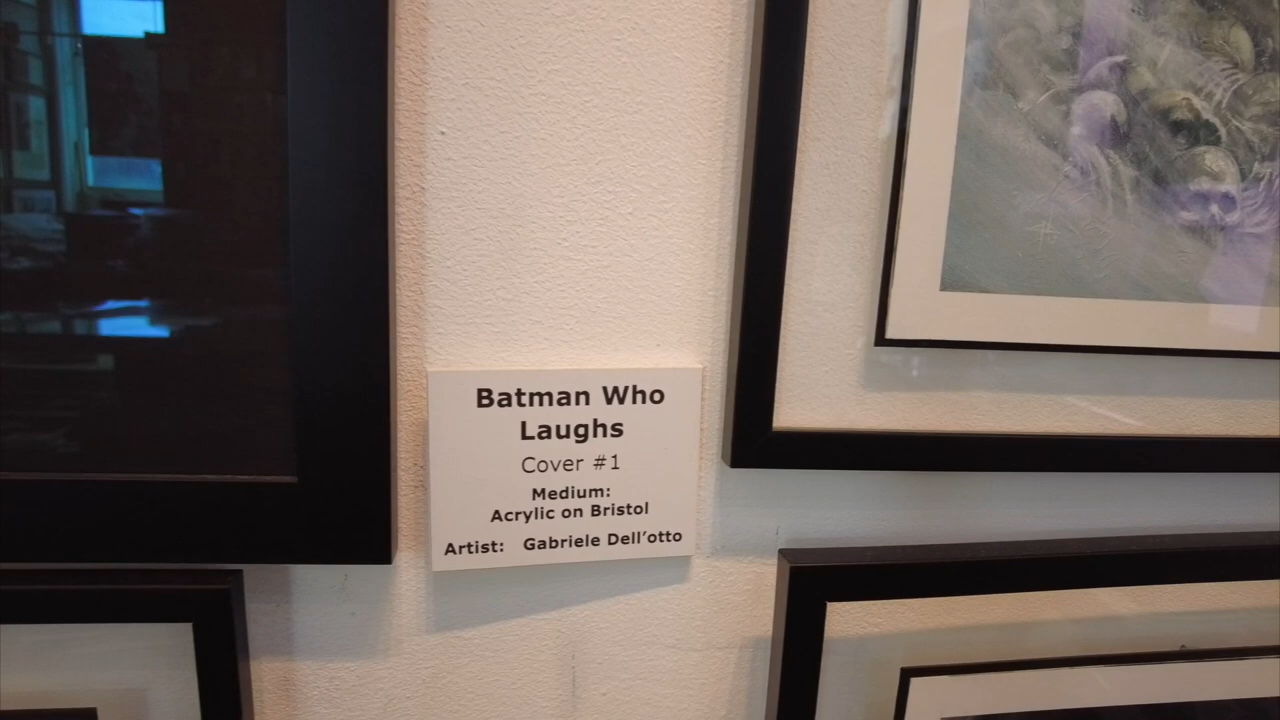 Batman Who
Laughs
Cover #1
Medium:
Acrylic on Bristol
Artist: Gabriele Dell'otto